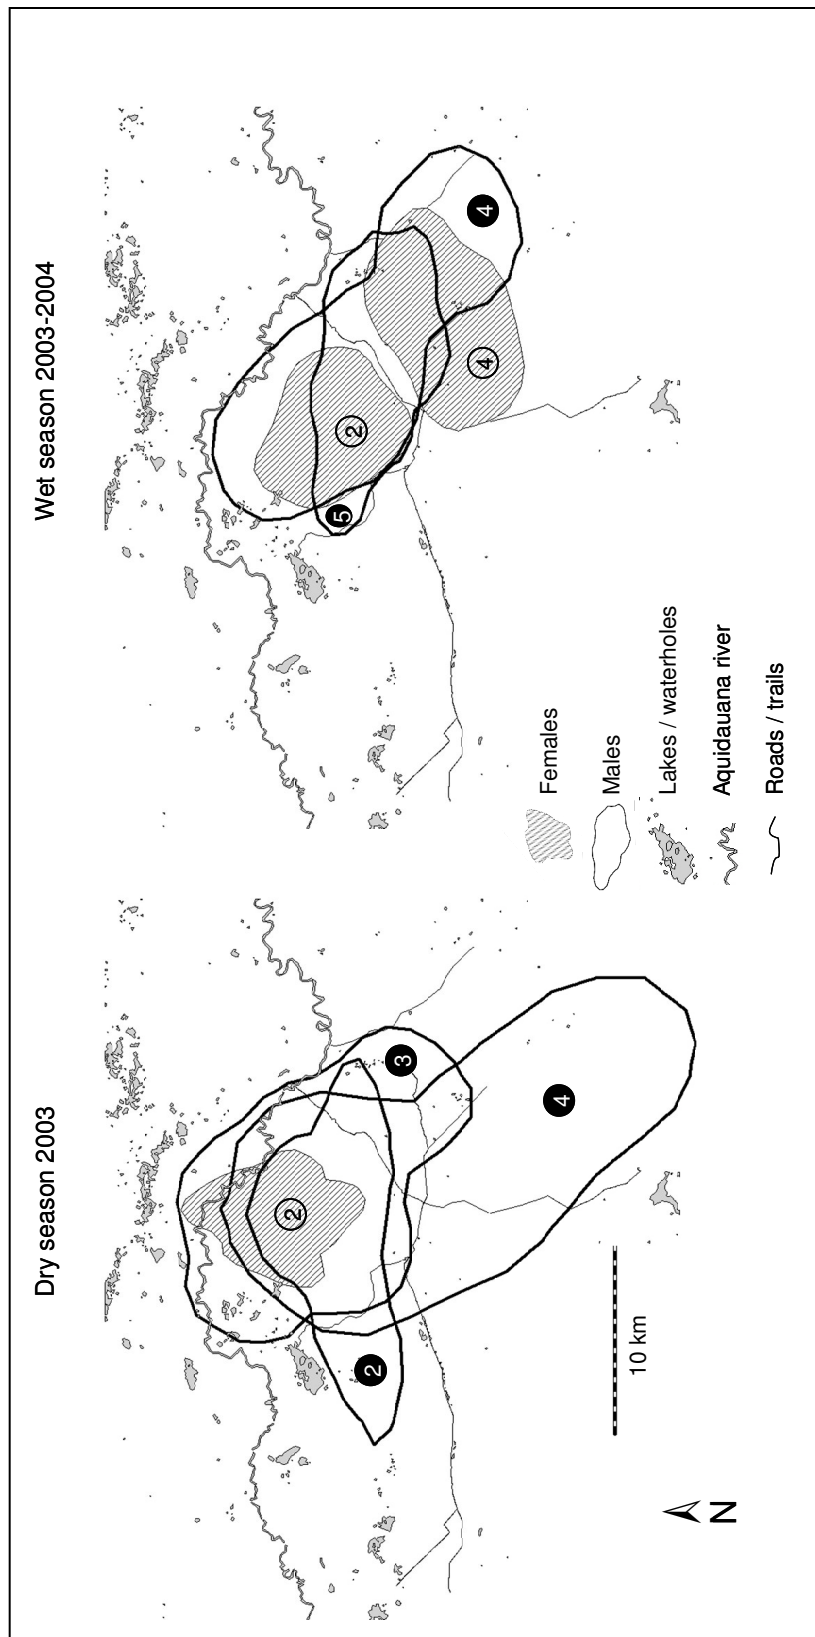 Dry season 2003
2
3
4
2
10 km
N
Wet season 2003-2004
2
4
4
5
Females
Males
Lakes / waterholes
Aquidauana river
Roads / trails